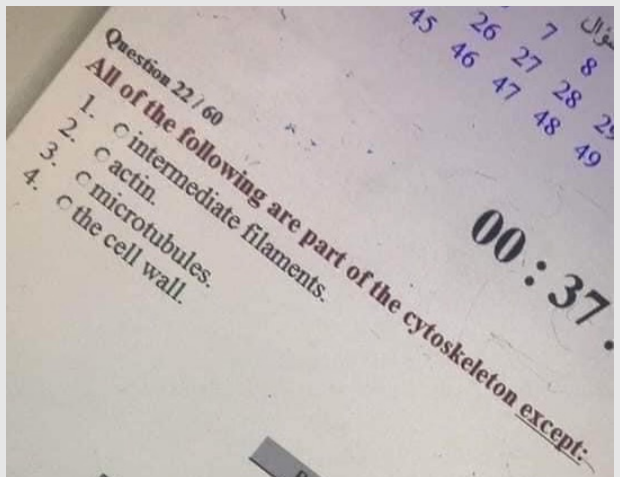 سؤال
7 8
26 27 28 29
45 46 47 48 49
00:37.
Question 22 / 60
All of the following are part of the cytoskeleton except:
1. intermediate filaments.
2. actin.
3. microtubules.
4. the cell wall.